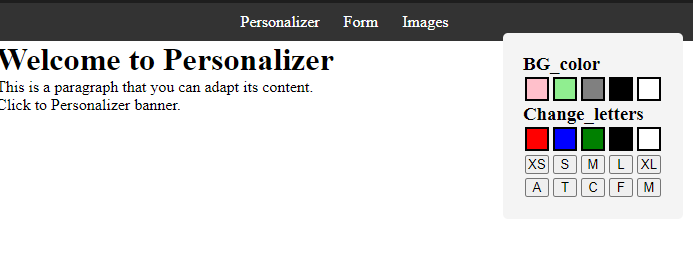 Personalizer Form Images
Welcome to Personalizer
This is a paragraph that you can adapt its content.
Click to Personalizer banner.
BG_color
Change_letters
XS S M L XL
A T C F M